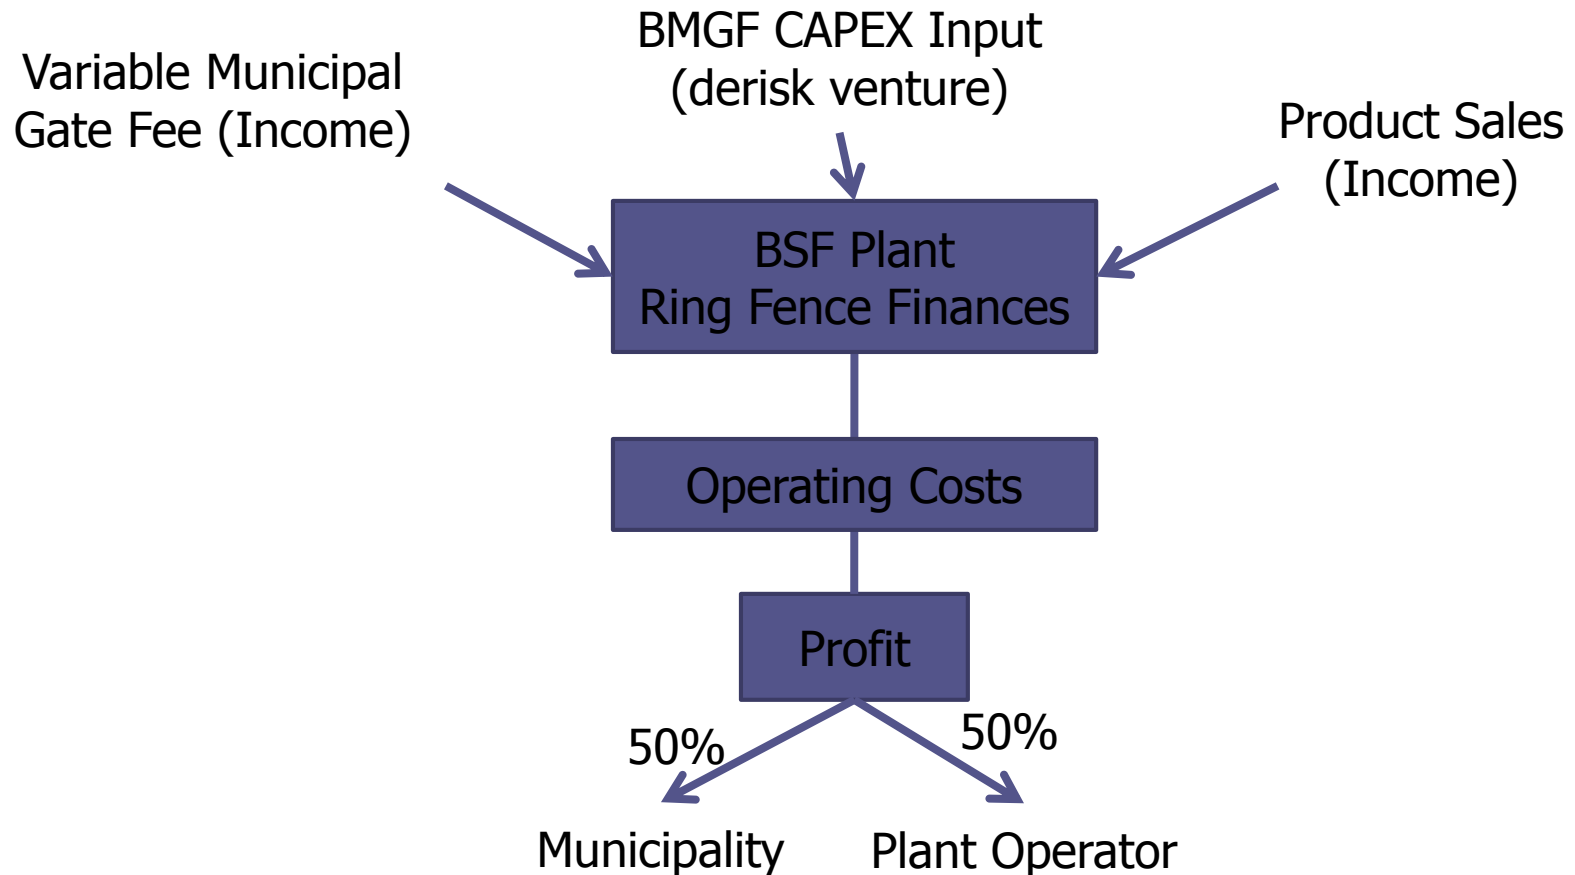 BMGF CAPEX Input
(derisk venture)
Variable Municipal
Gate Fee (Income)
Product Sales
(Income)
BSF Plant
Ring Fence Finances
Operating Costs
Profit
50%
50%
Municipality
Plant Operator